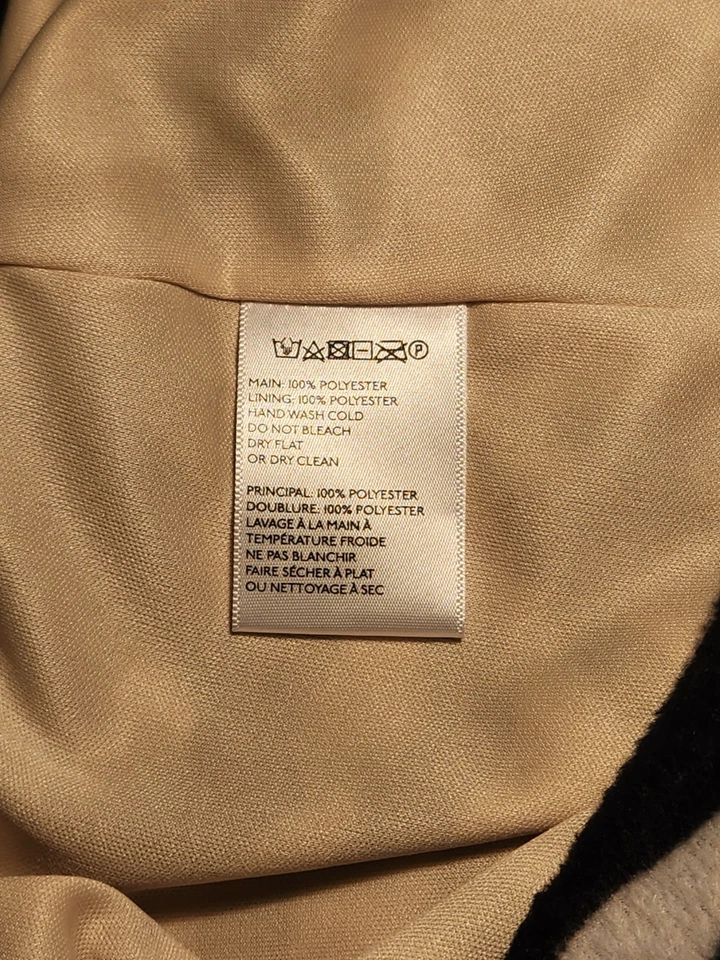 P
MAIN: 100% POLYESTER
LINING: 100% POLYESTER
HAND WASH COLD
DO NOT BLEACH
DRY FLAT
OR DRY CLEAN
PRINCIPAL: 100% POLYESTER
DOUBLURE: 100% POLYESTER
LAVAGE À LA MAIN À
TEMPÉRATURE FROIDE
NE PAS BLANCHIR
FAIRE SÉCHER À PLAT
OU NETTOYAGE À SEC